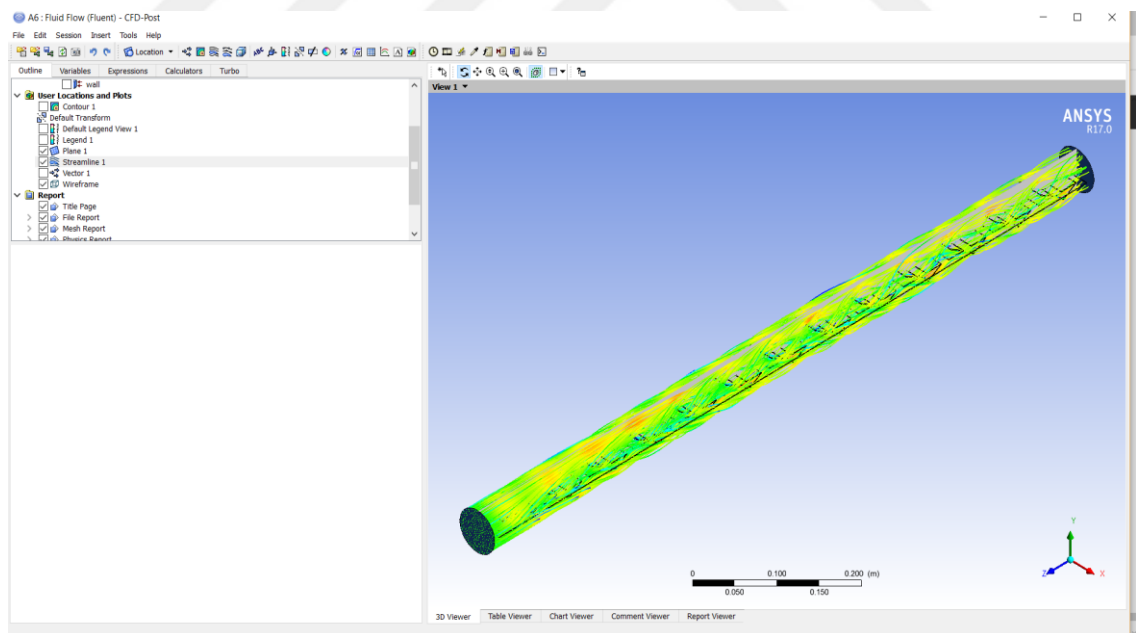 A6 : Fluid Flow (Fluent) - CFD-Post
File Edit Session Insert Tools Help
Location
Outline Variables Expressions Calculators Turbo
wall
User Locations and Plots
Contour 1
Default Transform
Default Legend View 1
Legend 1
Plane 1
Streamline 1
Vector 1
Wireframe
Report
Title Page
File Report
Mesh Report
Physics Report
View 1
ANSYS
R17.0
Y
Z
X
0 0.100 0.200 (m)
0.050 0.150
3D Viewer Table Viewer Chart Viewer Comment Viewer Report Viewer